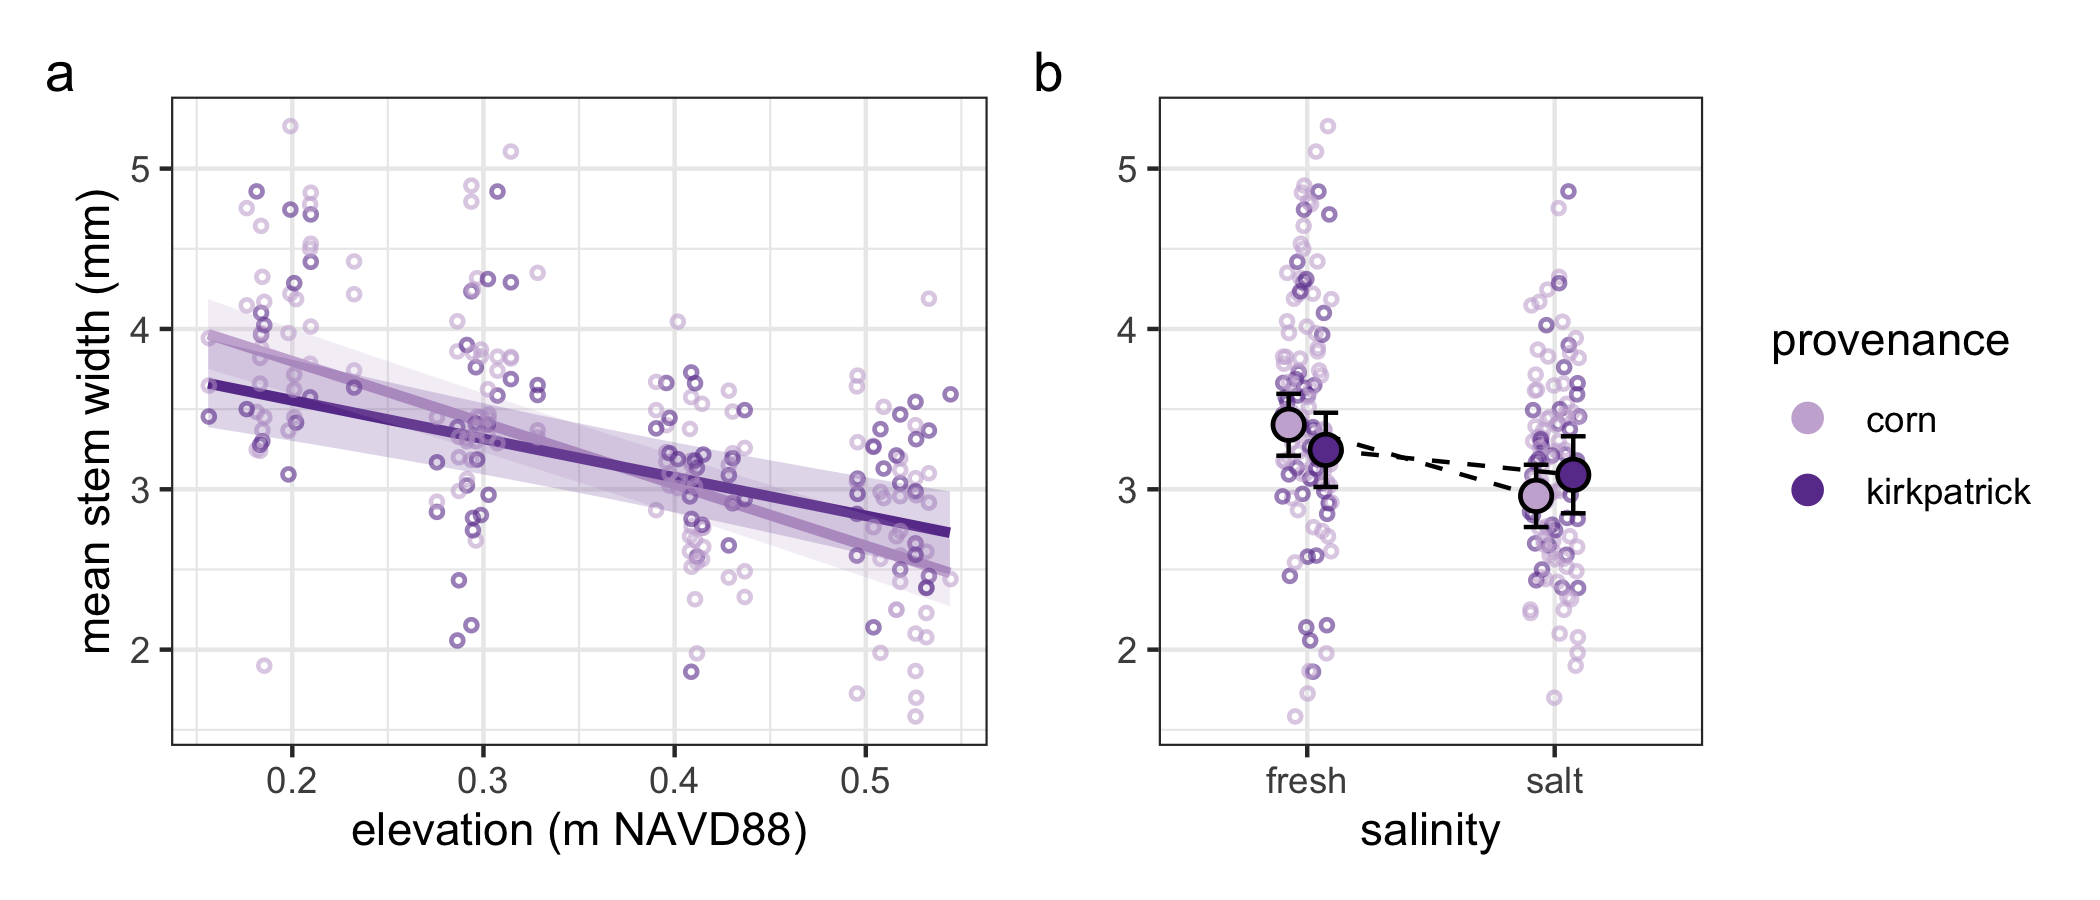 a
b
5
4
3
2
mean stem width (mm)
0.2 0.3 0.4 0.5
elevation (m NAVD88)
5
4
3
2
fresh salt
salinity
provenance
corn
kirkpatrick